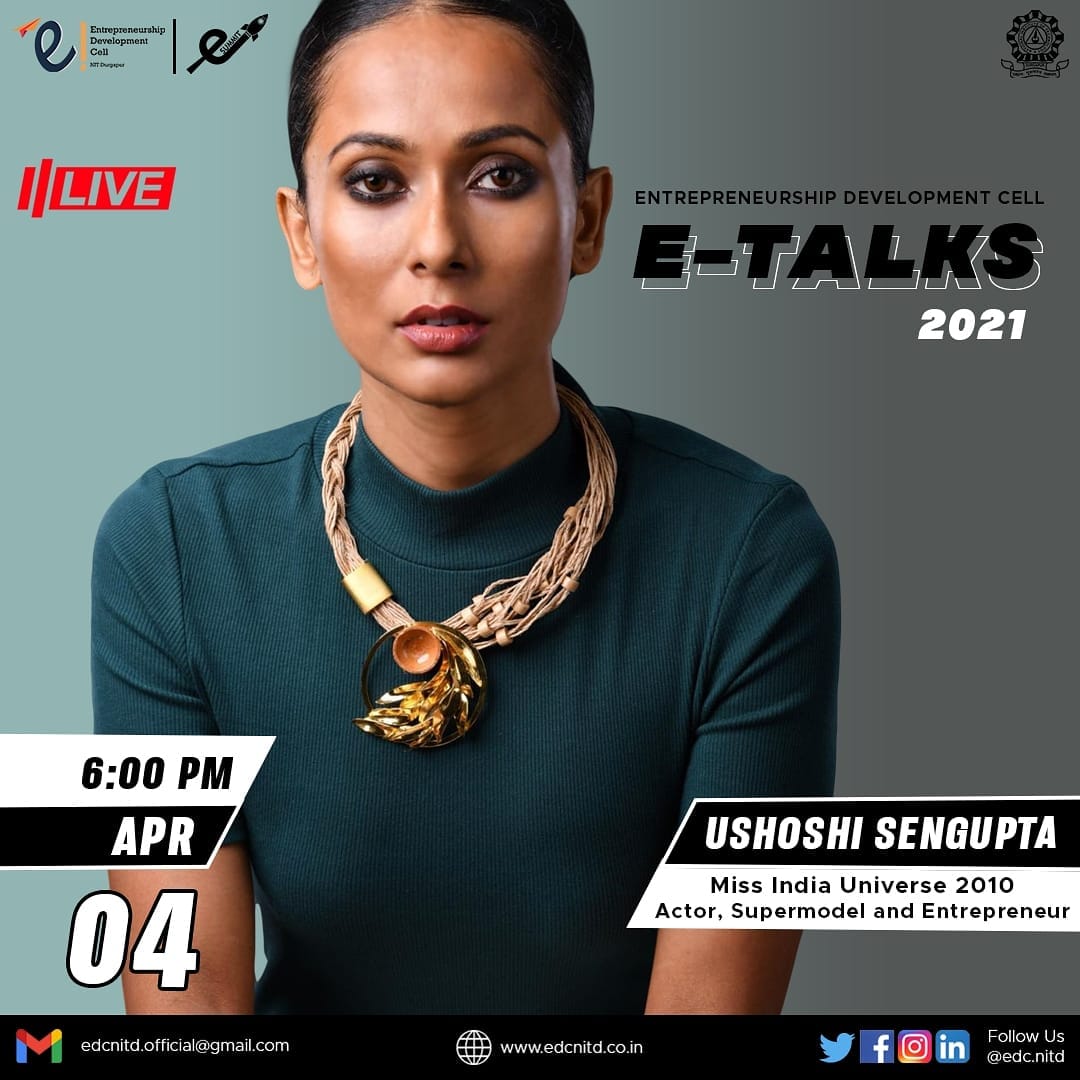 Entrepreneurship
Development
Cell
NIT Durgapur
e SUMMIT
LIVE
ENTREPRENEURSHIP DEVELOPMENT CELL
E-TALKS
2021
6:00 PM
APR
04
USHOSHI SENGUPTA
Miss India Universe 2010
Actor, Supermodel and Entrepreneur
edcnitd.official@gmail.com
www.edcnitd.co.in
Follow Us
@edc.nitd